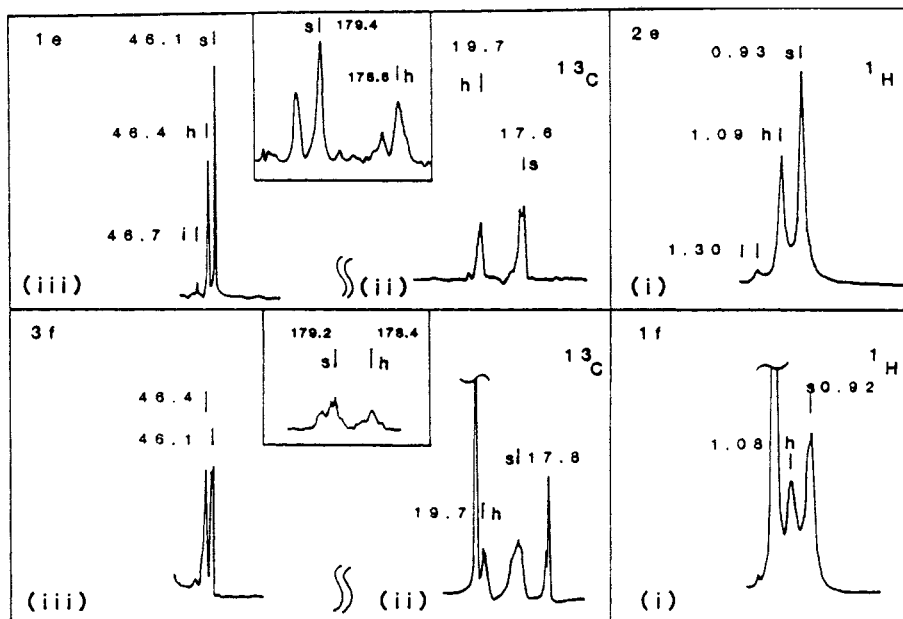 1e
46.1 s
46.4 h
46.7 i
(iii)
s 179.4
178.6 h
19.7
h
13C
17.6
s
(ii)
2e
0.93
s
1H
1.09 h
1.30 i
(i)
3f
46.4
46.1
(iii)
179.2 178.4
s h
13C
s 17.8
19.7 h
(ii)
1f
1H
s 0.92
1.08 h
(i)